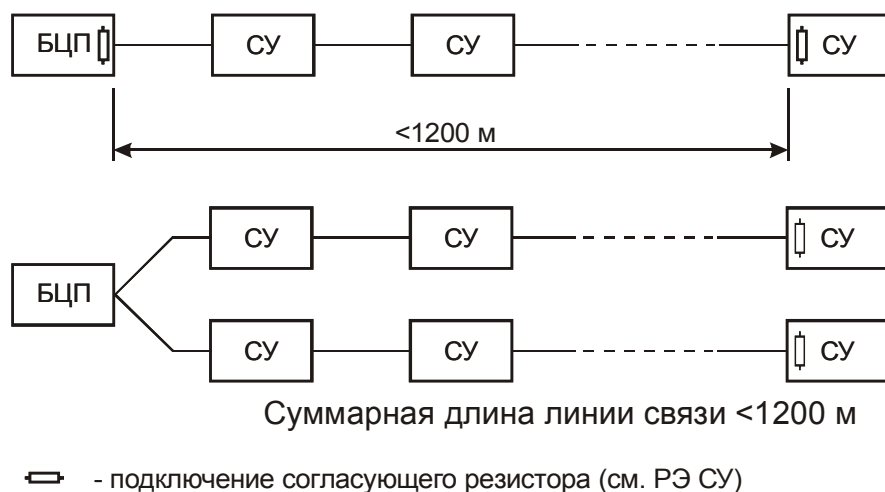 БЦП СУ СУ СУ
<1200 м
СУ СУ СУ
БЦП
СУ СУ СУ
Суммарная длина линии связи <1200 м
- подключение согласующего резистора (см. РЭ СУ)